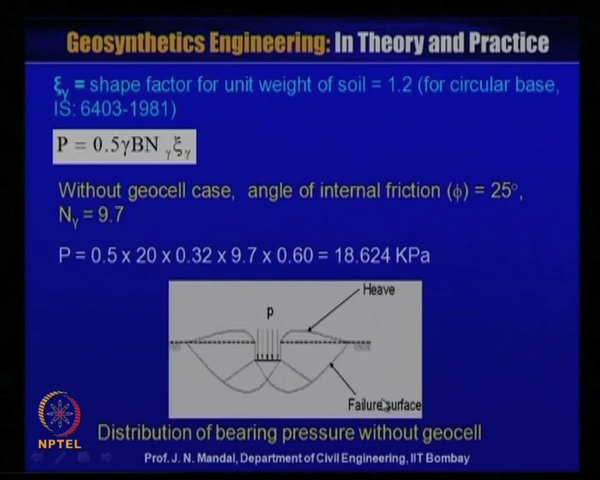 Geosynthetics Engineering: In Theory and Practice
ξγ = shape factor for unit weight of soil = 1.2 (for circular base,
IS: 6403-1981)
P = 0.5γBNγξγ
Without geocell case, angle of internal friction (ϕ) = 25°,
Nγ = 9.7
P = 0.5 x 20 x 0.32 x 9.7 x 0.60 = 18.624 KPa
Heave
p
Failure surface
NPTEL
Distribution of bearing pressure without geocell
Prof. J. N. Mandal, Department of Civil Engineering, IIT Bombay